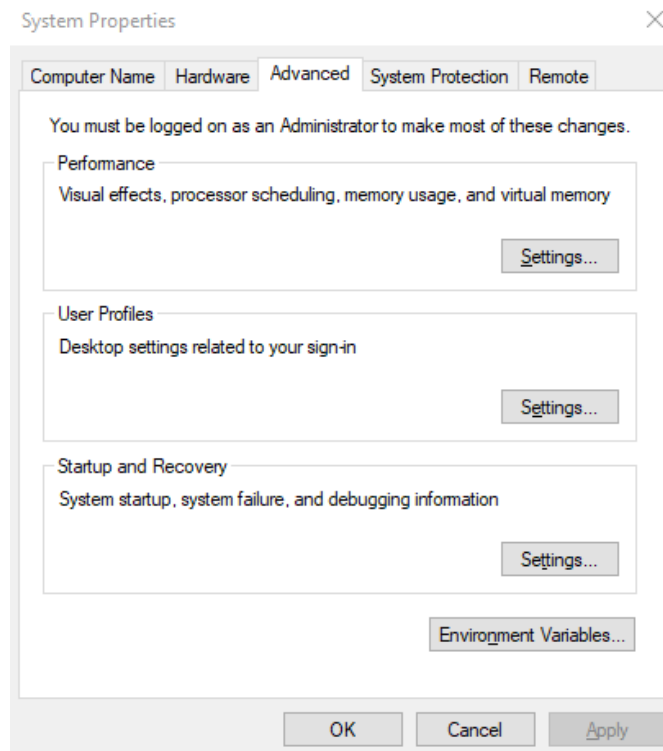 System Properties
Computer Name Hardware Advanced System Protection Remote
You must be logged on as an Administrator to make most of these changes.
Performance
Visual effects, processor scheduling, memory usage, and virtual memory
Settings...
User Profiles
Desktop settings related to your sign-in
Settings...
Startup and Recovery
System startup, system failure, and debugging information
Settings...
Environment Variables...
OK Cancel Apply